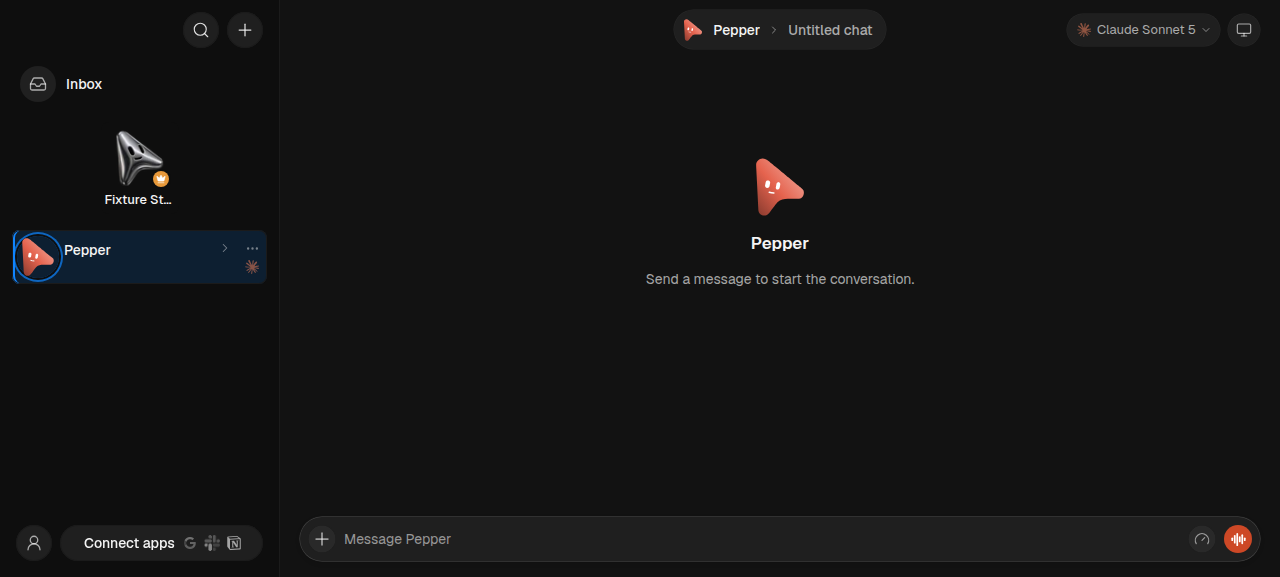 Inbox
Fixture St...
Pepper
Connect apps
Pepper > Untitled chat
Claude Sonnet 5
Pepper
Send a message to start the conversation.
Message Pepper